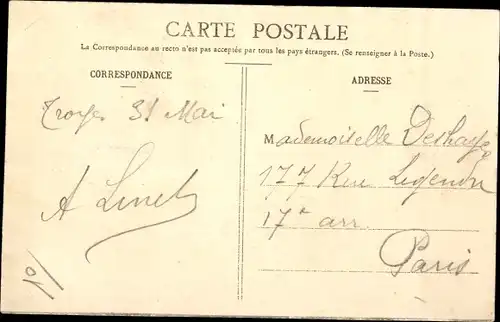 CARTE POSTALE
La Correspondance au recto n'est pas acceptée par tous les pays étrangers. (Se renseigner à la Poste.)
CORRESPONDANCE
Troyes 31 Mai
A Linet
ADRESSE
Mademoiselle Deshayes
177 Rue Legendre
17e arr.
Paris